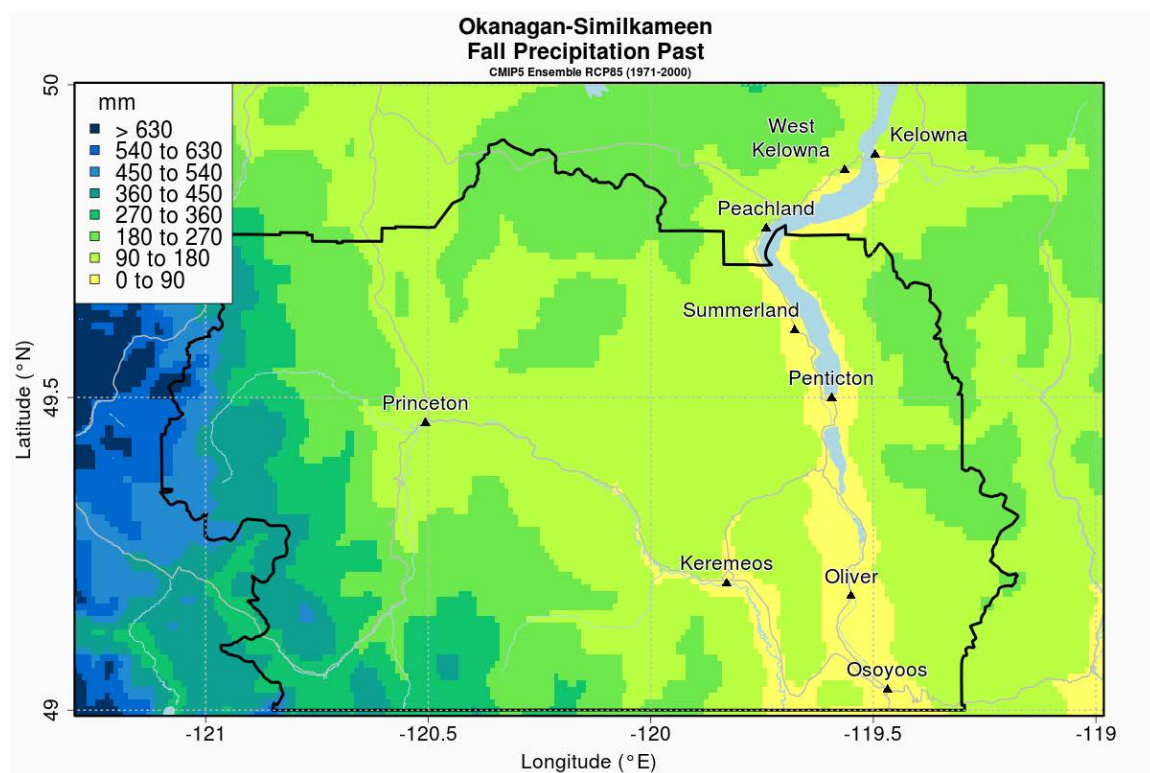 Okanagan-Similkameen
Fall Precipitation Past
CMIP5 Ensemble RCP85 (1971-2000)
50
mm
> 630
540 to 630
450 to 540
360 to 450
270 to 360
180 to 270
90 to 180
0 to 90
West
Kelowna
Kelowna
Peachland
Summerland
Penticton
49.5
Princeton
Latitude (°N)
Keremeos
Oliver
Osoyoos
49
-121
-120.5
-120
-119.5
-119
Longitude (°E)